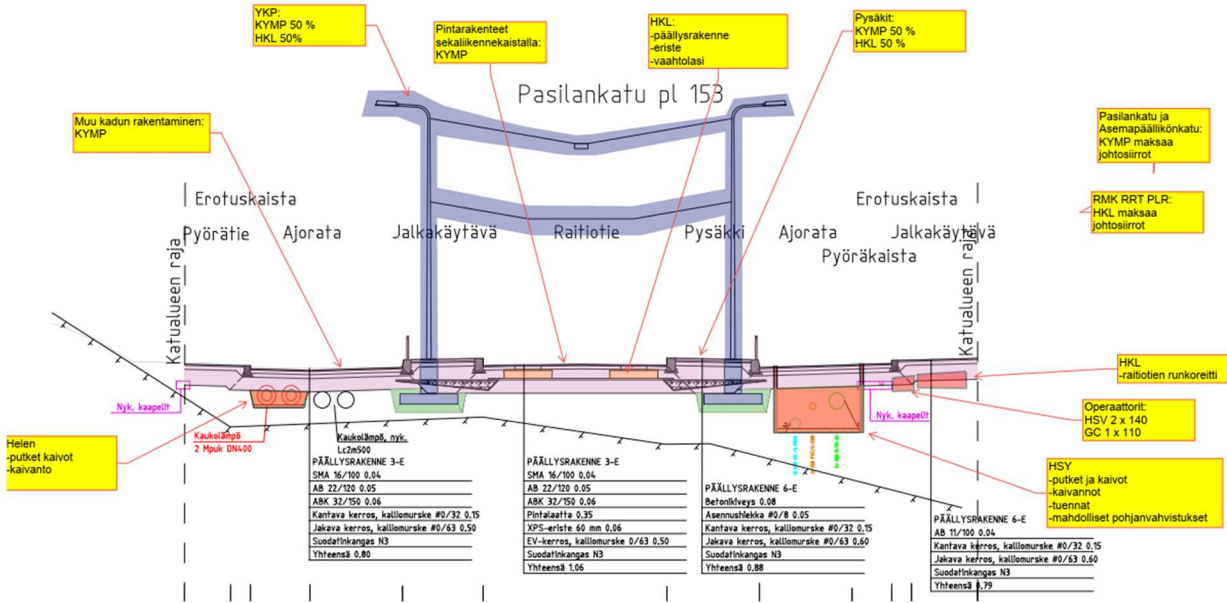 YKP:
KYMP 50 %
HKL 50%
Pintarakenteet
sekaliikennekaistalla:
KYMP
HKL:
-päällysrakenne
-eriste
-vaahtolasi
Pysäkit:
KYMP 50 %
HKL 50 %
Pasilankatu pl 153
Muu kadun rakentaminen:
KYMP
Pasilankatu ja
Asemapäällikönkatu:
KYMP maksaa
johtosiirrot
RMK RRT PLR:
HKL maksaa
johtosiirrot
Erotuskaista
Erotuskaista
Pyörätie
Ajorata
Jalkakäytävä
Raitiotie
Pysäkki
Ajorata
Jalkakäytävä
Pyöräkaista
Katualueen raja
Katualueen raja
HKL
-raitiotien runkoreitti
Nyk. kaapelit
Nyk. kaapelit
Operaattorit:
HSV 2 x 140
GC 1 x 110
Helen
-putket kaivot
-kaivanto
Kaukolämpö
2 Mpuk DN400
Kaukolämpö, nyk.
Lc2m500
HSY
-putket ja kaivot
-kaivannot
-tuennat
-mahdolliset pohjanvahvistukset
PÄÄLLYSRAKENNE 3-E
SMA 16/100 0.04
AB 22/120 0.05
ABK 32/150 0.06
Kantava kerros, kalliomurske #0/32 0,15
Jakava kerros, kalliomurske #0/63 0,50
Suodatinkangas N3
Yhteensä 0.80
PÄÄLLYSRAKENNE 3-E
SMA 16/100 0.04
AB 22/120 0.05
ABK 32/150 0.06
Pintalaatta 0.35
XPS-eriste 60 mm 0.06
EV-kerros, kalliomurske 0/63 0,50
Suodatinkangas N3
Yhteensä 1.06
PÄÄLLYSRAKENNE 6-E
Betonikiveys 0.08
Asennushiekka #0/8 0.05
Kantava kerros, kalliomurske #0/32 0,15
Jakava kerros, kalliomurske #0/63 0,60
Suodatinkangas N3
Yhteensä 0.88
PÄÄLLYSRAKENNE 6-E
AB 11/100 0.04
Kantava kerros, kalliomurske #0/32 0,15
Jakava kerros, kalliomurske #0/63 0,60
Suodatinkangas N3
Yhteensä 0.79